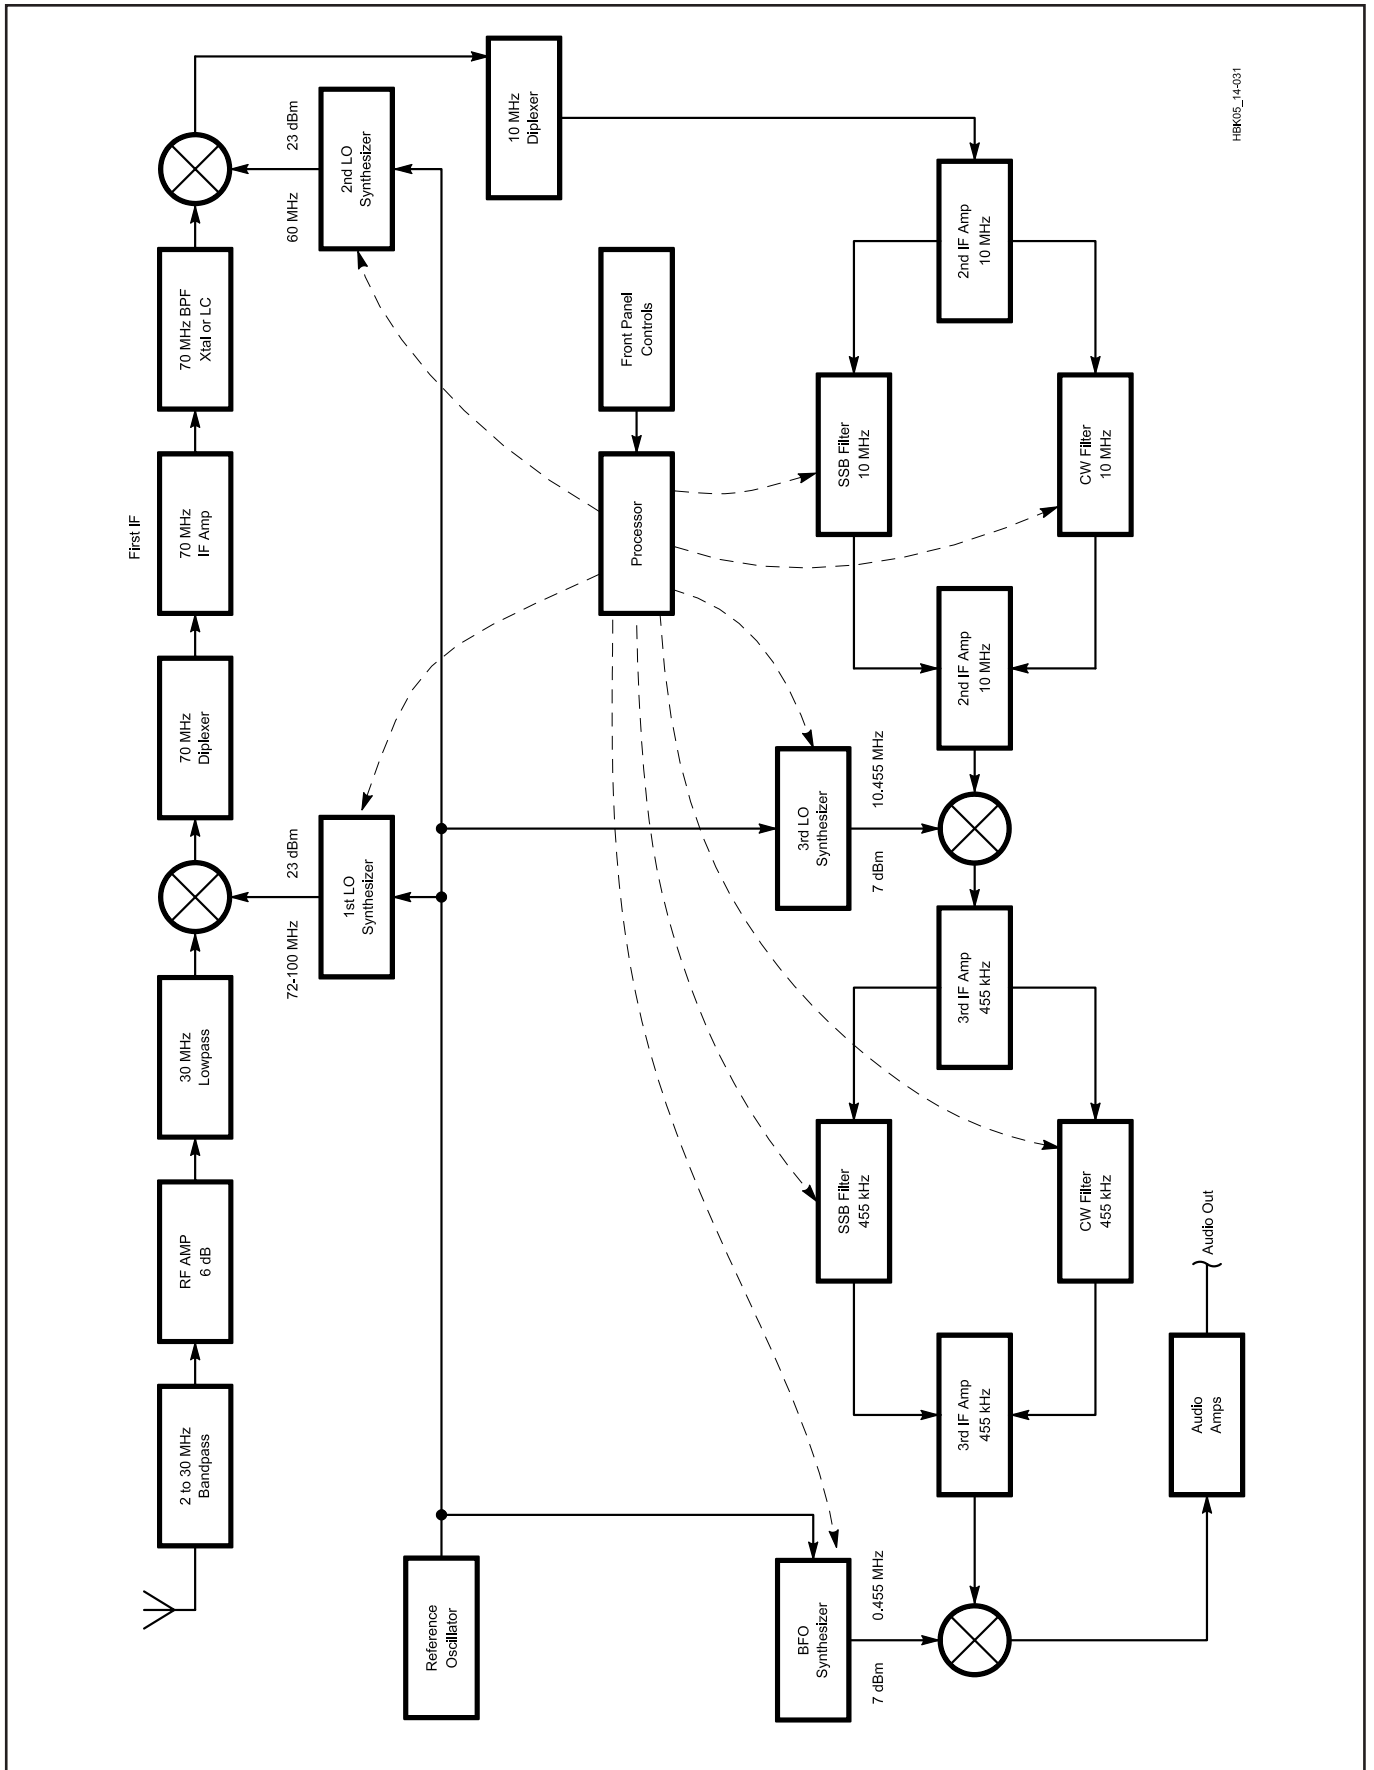 2 to 30 MHz
Bandpass
RF AMP
6 dB
30 MHz
Lowpass
70 MHz
Diplexer
First IF
70 MHz
IF Amp
70 MHz BPF
Xtal or LC
72-100 MHz
23 dBm
1st LO
Synthesizer
60 MHz
23 dBm
2nd LO
Synthesizer
10 MHz
Diplexer
Reference
Oscillator
Processor
Front Panel
Controls
BFO
Synthesizer
7 dBm
0.455 MHz
3rd LO
Synthesizer
7 dBm
10.455 MHz
SSB Filter
455 kHz
SSB Filter
10 MHz
3rd IF Amp
455 kHz
3rd IF Amp
455 kHz
2nd IF Amp
10 MHz
2nd IF Amp
10 MHz
CW Filter
455 kHz
CW Filter
10 MHz
Audio
Amps
Audio Out
HBK05_14-031